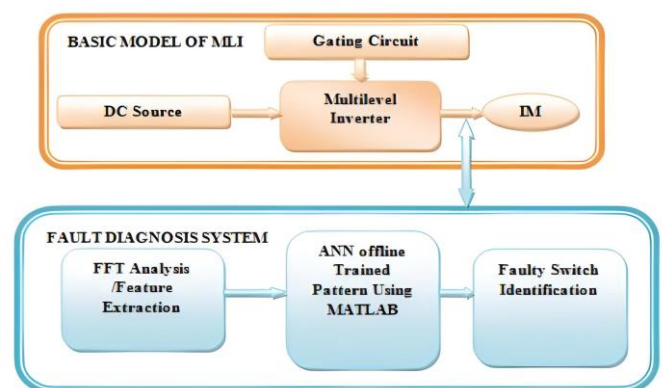 BASIC MODEL OF MLI
Gating Circuit
DC Source
Multilevel
Inverter
IM
FAULT DIAGNOSIS SYSTEM
FFT Analysis
/Feature
Extraction
ANN offline
Trained
Pattern Using
MATLAB
Faulty Switch
Identification